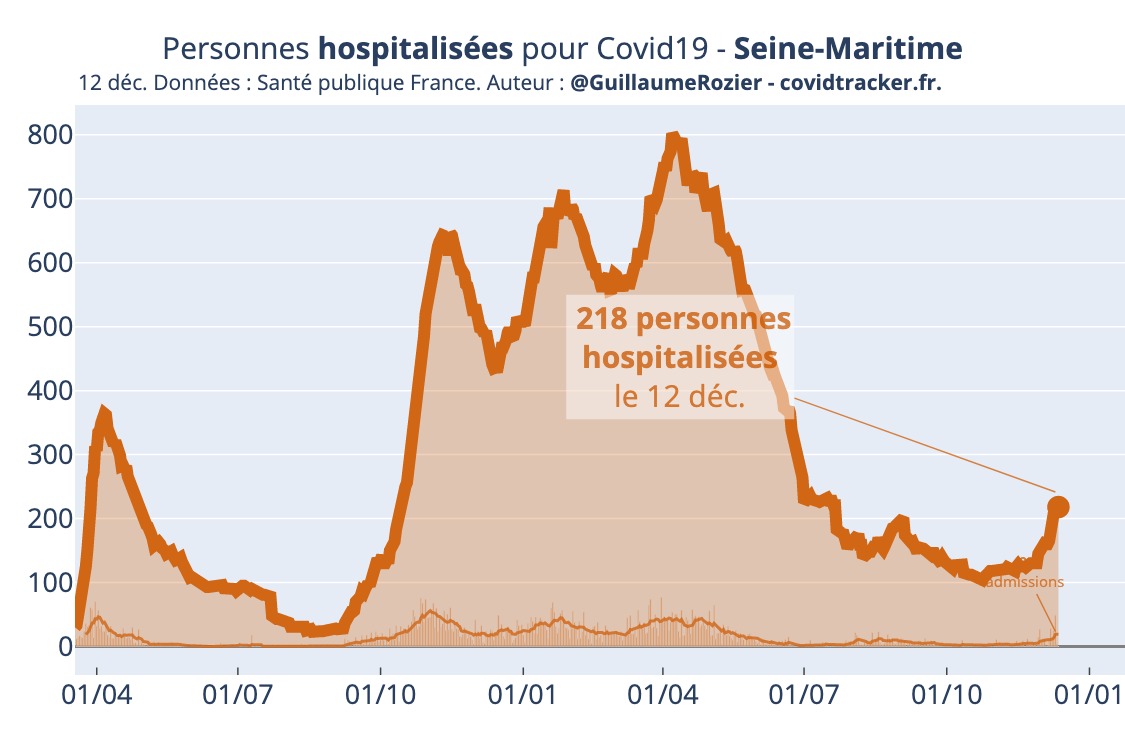 Personnes hospitalisées pour Covid19 - Seine-Maritime
12 déc. Données : Santé publique France. Auteur : @GuillaumeRozier - covidtracker.fr.
800
700
600
500
400
300
200
100
0
218 personnes
hospitalisées
le 12 déc.
admissions
01/04 01/07 01/10 01/01 01/04 01/07 01/10 01/01